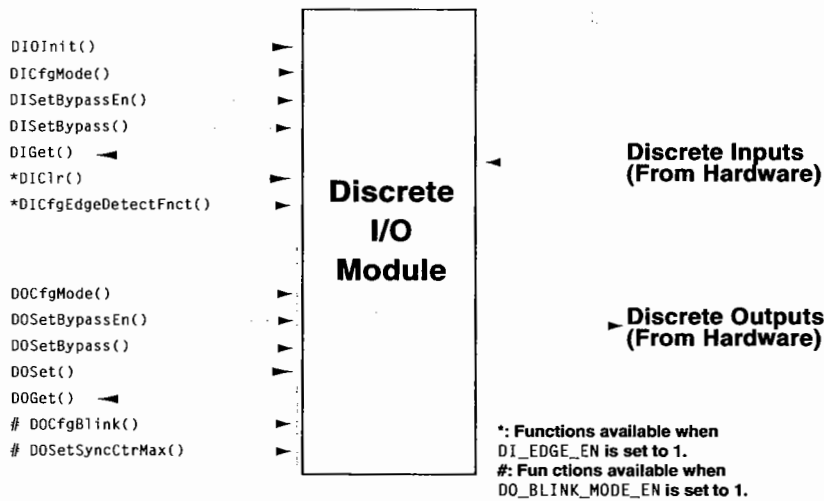 DIOInit()
DICfgMode()
DISetBypassEn()
DISetBypass()
DIGet()
*DIClr()
*DICfgEdgeDetectFnct()
DOCfgMode()
DOSetBypassEn()
DOSetBypass()
DOSet()
DOGet()
# DOCfgBlink()
# DOSetSyncCtrMax()
Discrete
I/O
Module
Discrete Inputs
(From Hardware)
Discrete Outputs
(From Hardware)
*: Functions available when
DI_EDGE_EN is set to 1.
#: Fun ctions available when
DO_BLINK_MODE_EN is set to 1.